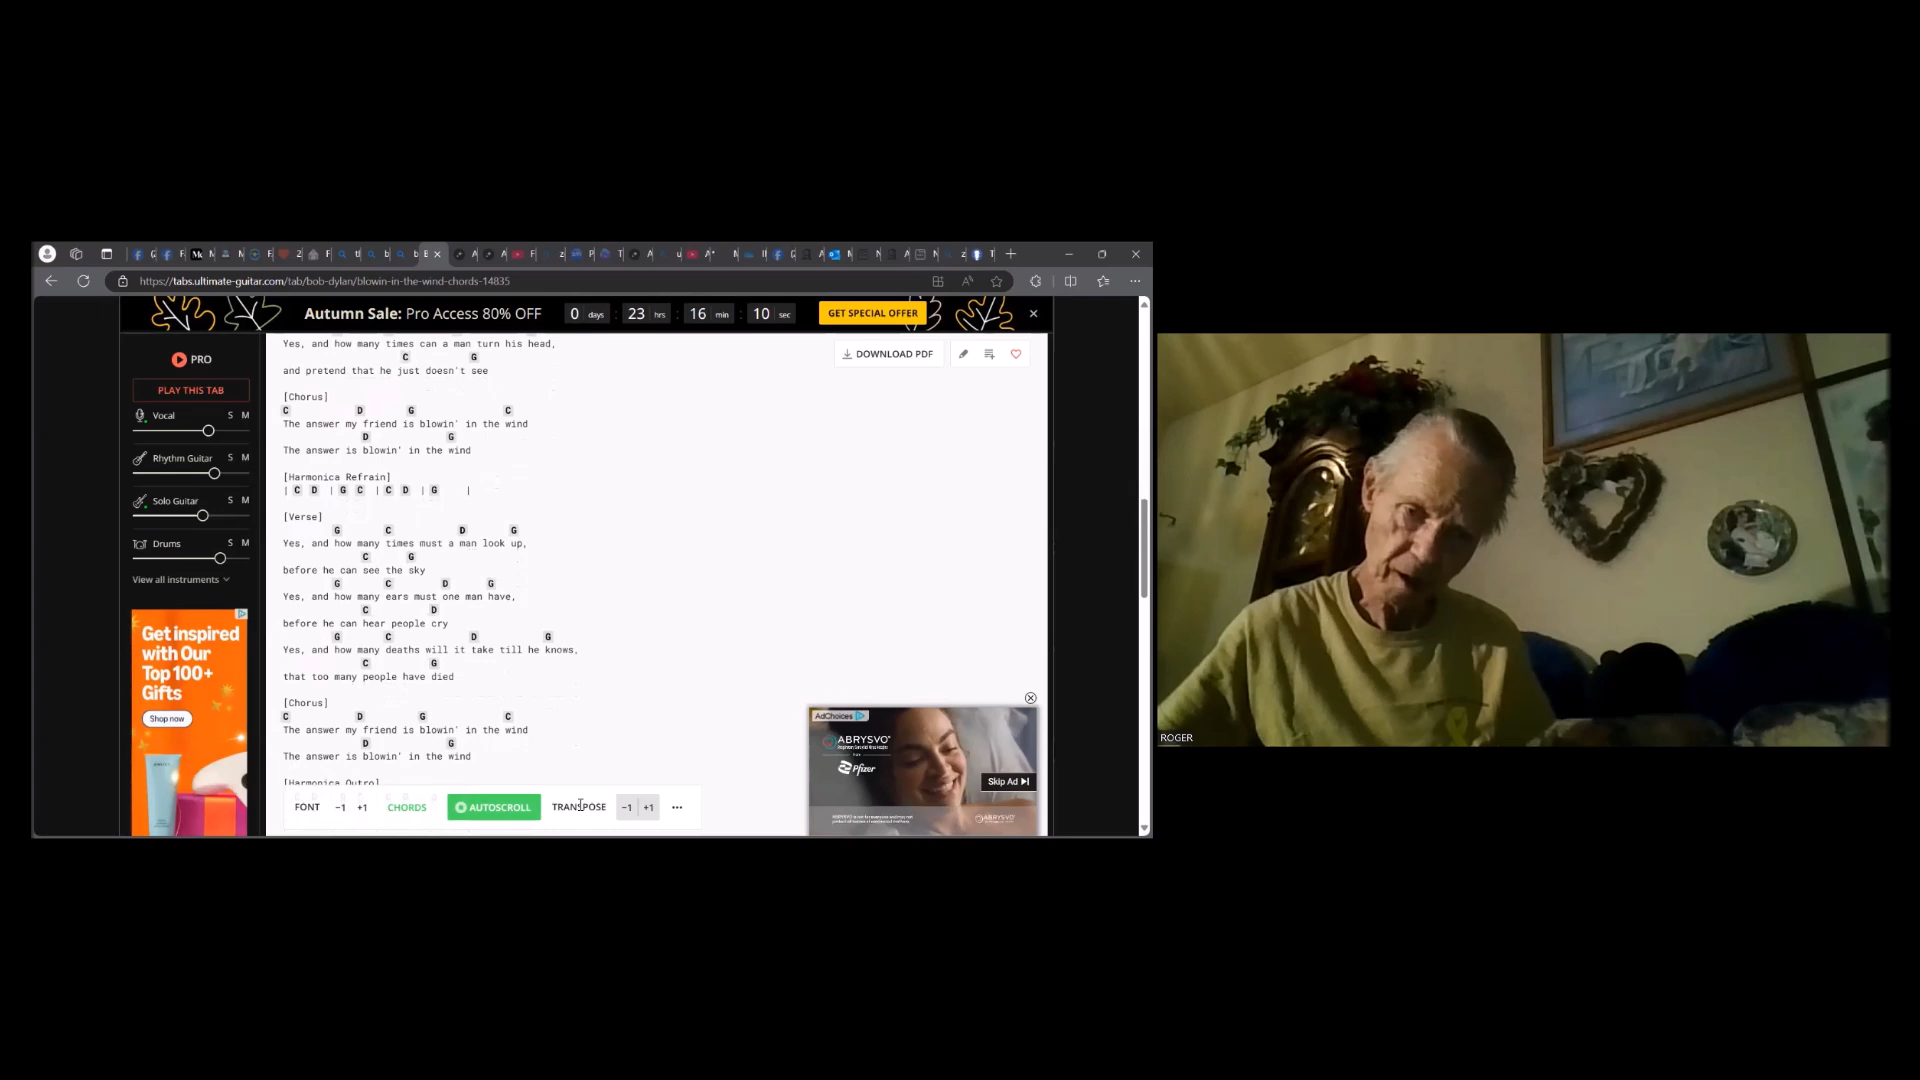 https://tabs.ultimate-guitar.com/tab/bob-dylan/blowin-in-the-wind-chords-14835
Autumn Sale: Pro Access 80% OFF 0 days : 23 hrs : 16 min : 10 sec GET SPECIAL OFFER
PRO
PLAY THIS TAB
Vocal S M
Rhythm Guitar S M
Solo Guitar S M
Drums S M
View all instruments
Get inspired
with Our
Top 100+
Gifts
Shop now
DOWNLOAD PDF
Yes, and how many times can a man turn his head,
C G
and pretend that he just doesn't see
[Chorus]
C D G C
The answer my friend is blowin' in the wind
D G
The answer is blowin' in the wind
[Harmonica Refrain]
| C D | G C | C D | G |
[Verse]
G C D G
Yes, and how many times must a man look up,
C G
before he can see the sky
G C D G
Yes, and how many ears must one man have,
C D
before he can hear people cry
G C D G
Yes, and how many deaths will it take till he knows,
C G
that too many people have died
[Chorus]
C D G C
The answer my friend is blowin' in the wind
D G
The answer is blowin' in the wind
[Harmonica Outro]
FONT −1 +1 CHORDS AUTOSCROLL TRANSPOSE −1 +1
AdChoices
ABRYSVO
Pfizer
Skip Ad
ABRYSVO
ROGER